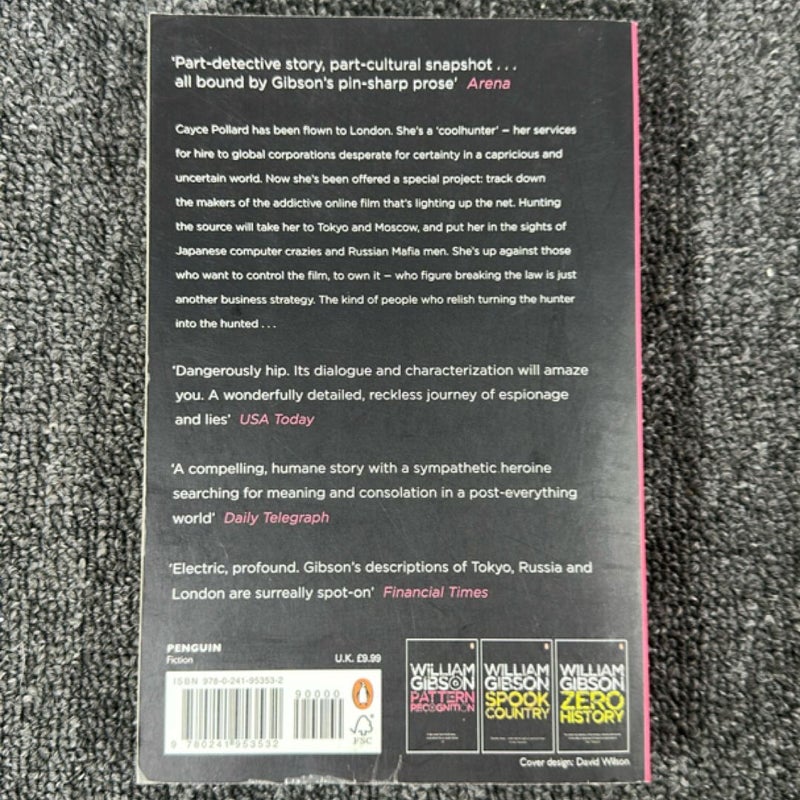 'Part-detective story, part-cultural snapshot . . .
all bound by Gibson's pin-sharp prose' Arena
Cayce Pollard has been flown to London. She's a 'coolhunter' – her services
for hire to global corporations desperate for certainty in a capricious and
uncertain world. Now she's been offered a special project: track down
the makers of the addictive online film that's lighting up the net. Hunting
the source will take her to Tokyo and Moscow, and put her in the sights of
Japanese computer crazies and Russian Mafia men. She's up against those
who want to control the film, to own it – who figure breaking the law is just
another business strategy. The kind of people who relish turning the hunter
into the hunted . . .
'Dangerously hip. Its dialogue and characterization will amaze
you. A wonderfully detailed, reckless journey of espionage
and lies' USA Today
'A compelling, humane story with a sympathetic heroine
searching for meaning and consolation in a post-everything
world' Daily Telegraph
'Electric, profound. Gibson's descriptions of Tokyo, Russia and
London are surreally spot-on' Financial Times
PENGUIN
Fiction
U.K. £9.99
ISBN 978-0-241-95353-2
90000
9 780241 953532
FSC
WILLIAM
GIBSON
PATTERN
RECOGNITION
WILLIAM
GIBSON
SPOOK
COUNTRY
WILLIAM
GIBSON
ZERO
HISTORY
Cover design: David Wilson